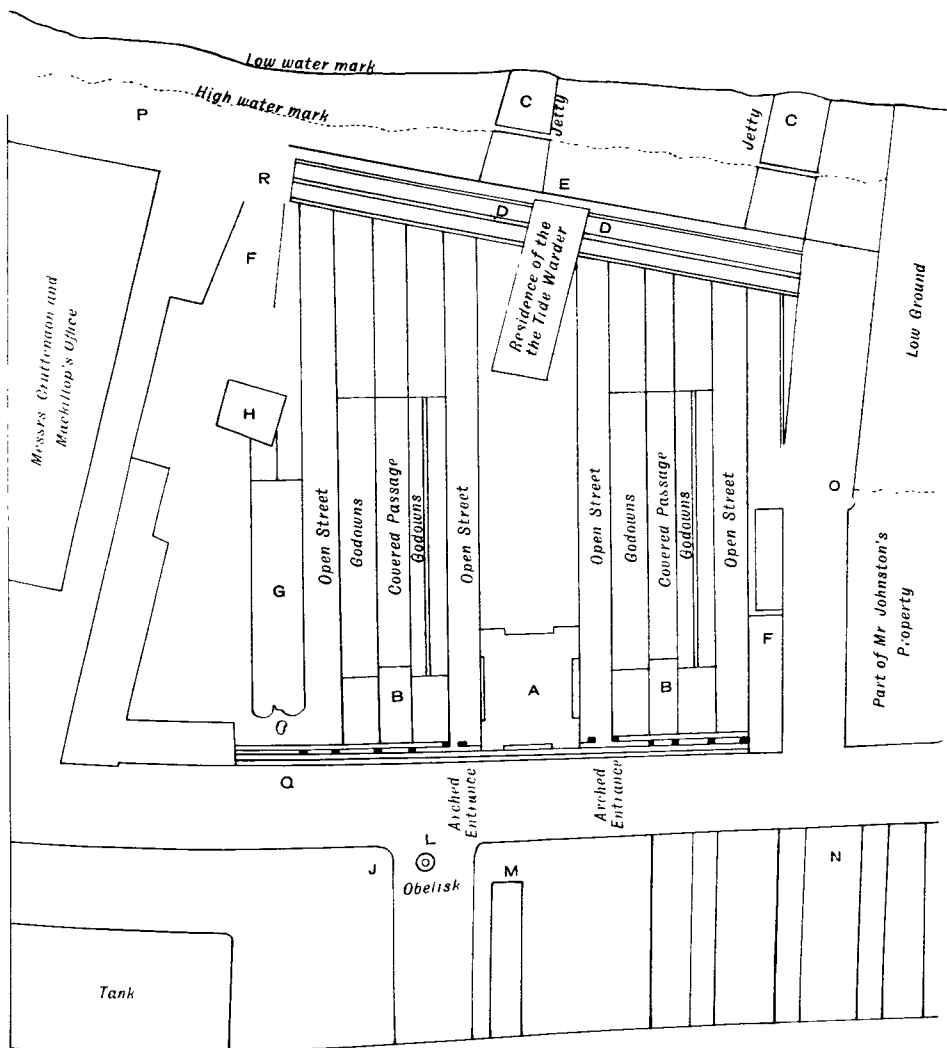 Low water mark
High water mark
P
C
Jetty
Jetty
C
R
D
E
D
F
Residence of the
the Tide Warder
Low Ground
Messrs Cruttendon and
Mackillop's Office
H
O
Open Street
Godowns
Covered Passage
Godowns
Open Street
Open Street
Godowns
Covered Passage
Godowns
Open Street
G
B
A
B
F
Part of Mr Johnston's
Property
Q
Arched
Entrance
Arched
Entrance
J
L
Obelisk
M
N
Tank